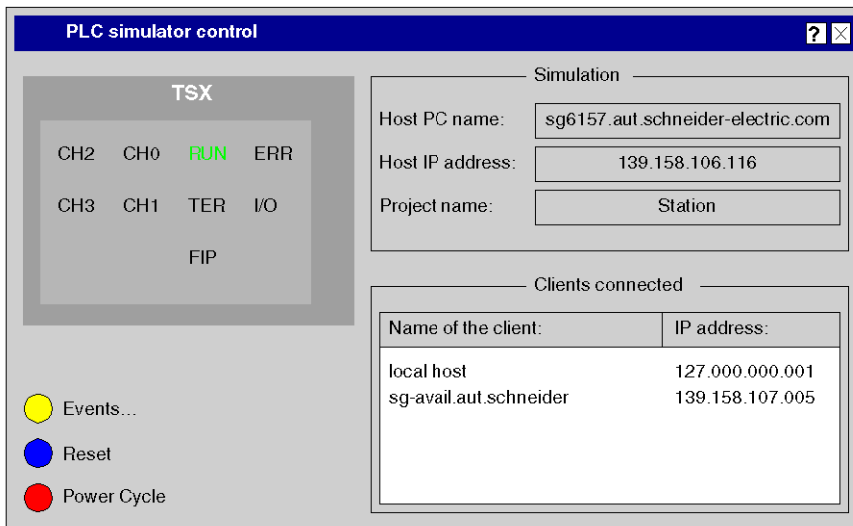 PLC simulator control
?
TSX
CH2 CH0 RUN ERR
CH3 CH1 TER I/O
FIP
Events...
Reset
Power Cycle
Simulation
Host PC name: sg6157.aut.schneider-electric.com
Host IP address: 139.158.106.116
Project name: Station
Clients connected
Name of the client: IP address:
local host 127.000.000.001
sg-avail.aut.schneider 139.158.107.005